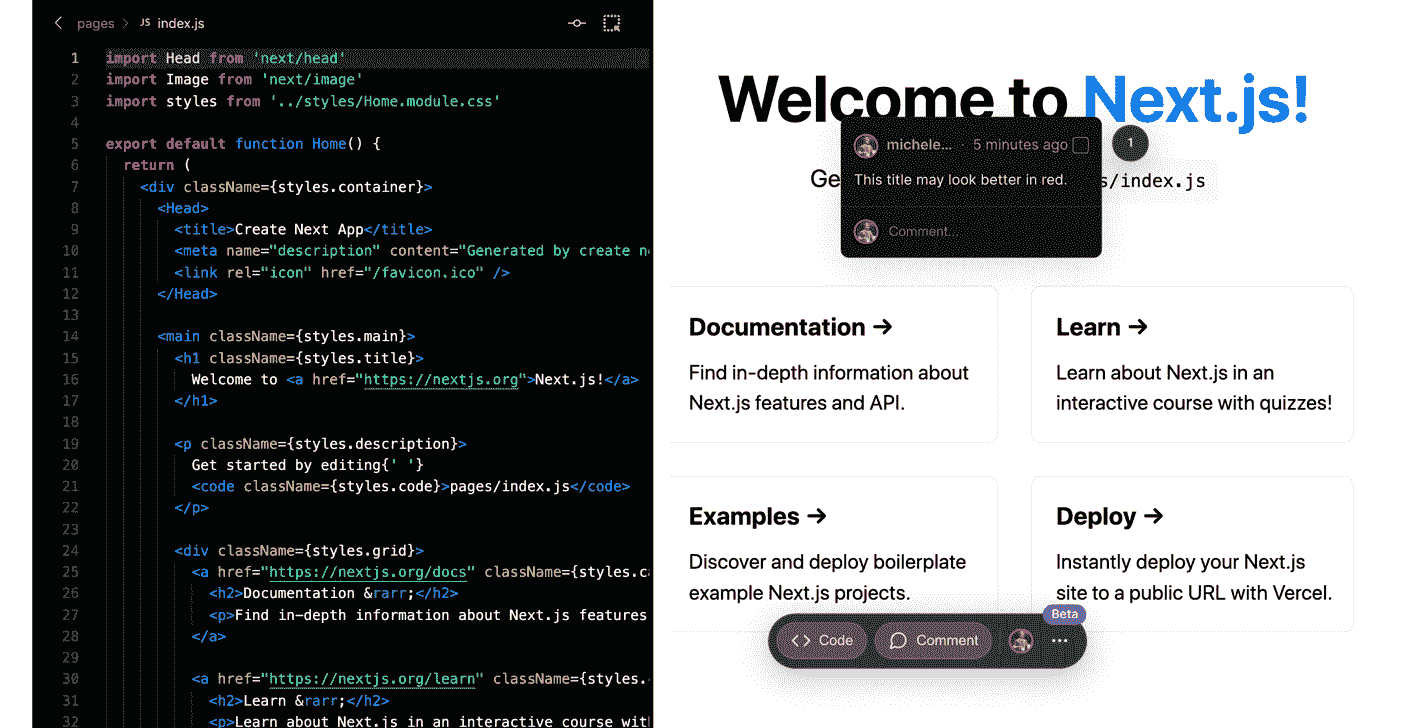 pages > JS index.js
1 import Head from 'next/head'
2 import Image from 'next/image'
3 import styles from '../styles/Home.module.css'
4
5 export default function Home() {
6 return (
7 <div className={styles.container}>
8 <Head>
9 <title>Create Next App</title>
10 <meta name="description" content="Generated by create n
11 <link rel="icon" href="/favicon.ico" />
12 </Head>
13
14 <main className={styles.main}>
15 <h1 className={styles.title}>
16 Welcome to <a href="https://nextjs.org">Next.js!</a>
17 </h1>
18
19 <p className={styles.description}>
20 Get started by editing{' '}
21 <code className={styles.code}>pages/index.js</code>
22 </p>
23
24 <div className={styles.grid}>
25 <a href="https://nextjs.org/docs" className={styles.ca
26 <h2>Documentation &rarr;</h2>
27 <p>Find in-depth information about Next.js features
28 </a>
29
30 <a href="https://nextjs.org/learn" className={styles.
31 <h2>Learn &rarr;</h2>
32 <p>Learn about Next.js in an interactive course wit
Welcome to Next.js!
michele... · 5 minutes ago
1
This title may look better in red.
Ge s/index.js
Comment...
Documentation →
Find in-depth information about
Next.js features and API.
Learn →
Learn about Next.js in an
interactive course with quizzes!
Examples →
Discover and deploy boilerplate
example Next.js projects.
Deploy →
Instantly deploy your Next.js
site to a public URL with Vercel.
Beta
<> Code Comment ...